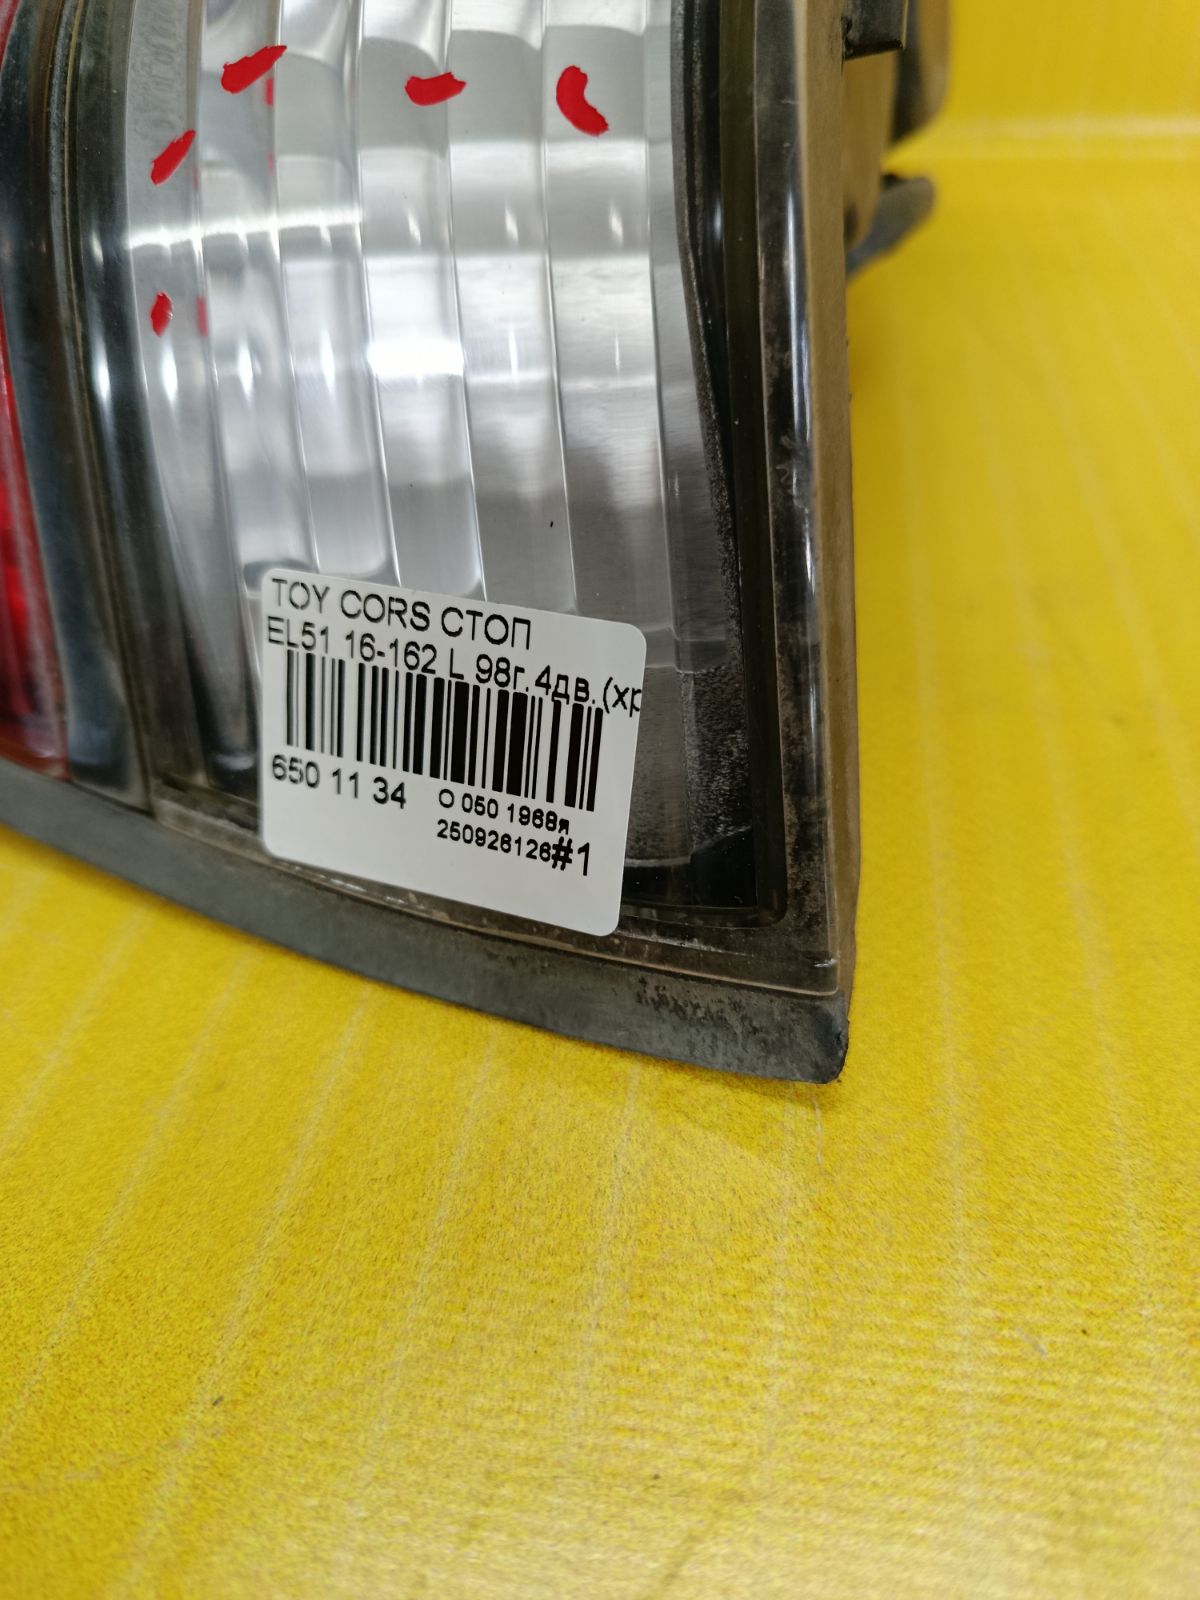 TOY CORS СТОП
EL51 16-162 L 98г.4дв.(хр
650 11 34
О 050 1968я
250926126#1